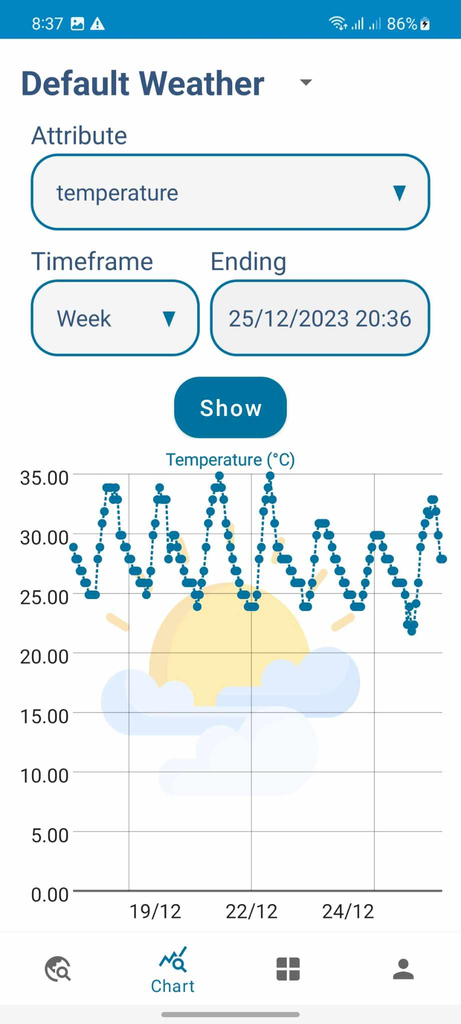 8:37 86%
Default Weather
Attribute
temperature
Timeframe Ending
Week 25/12/2023 20:36
Show
Temperature (°C)
35.00
30.00
25.00
20.00
15.00
10.00
5.00
0.00
19/12 22/12 24/12
Chart